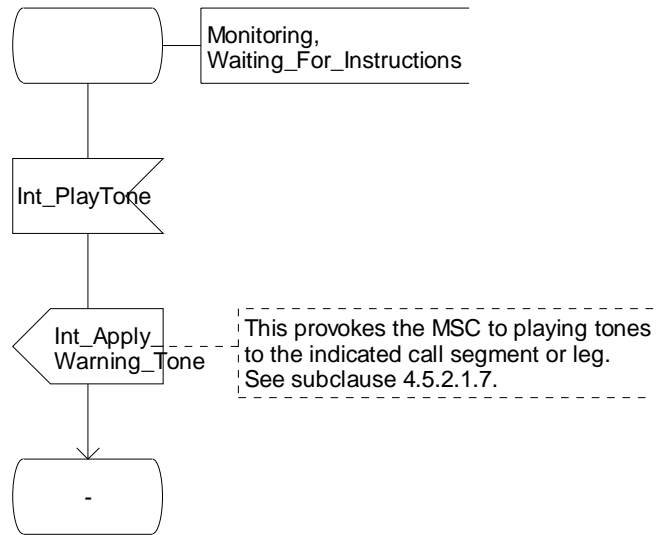 Monitoring,
Waiting_For_Instructions
Int_PlayTone
Int_Apply_
Warning_Tone
This provokes the MSC to playing tones
to the indicated call segment or leg.
See subclause 4.5.2.1.7.
-